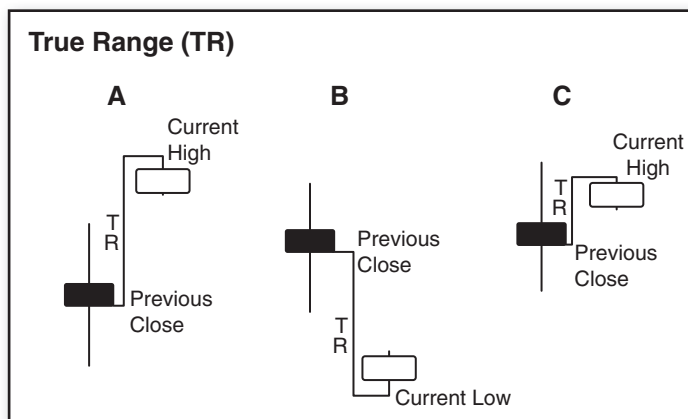 True Range (TR)
A
Current
High
T
R
Previous
Close
B
Previous
Close
T
R
Current Low
C
Current
High
T
R
Previous
Close